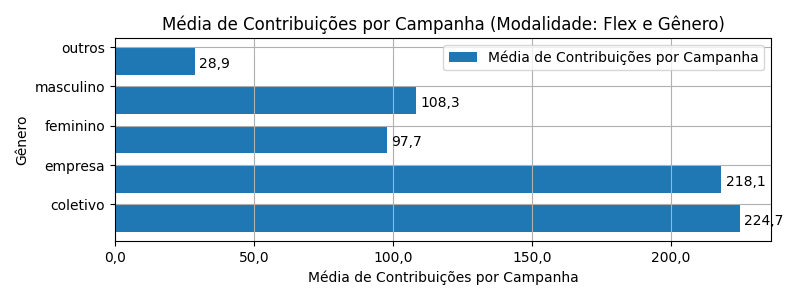 Média de Contribuições por Campanha (Modalidade: Flex e Gênero)
Média de Contribuições por Campanha
Gênero
outros
28,9
masculino
108,3
feminino
97,7
empresa
218,1
coletivo
224,7
0,0 50,0 100,0 150,0 200,0
Média de Contribuições por Campanha